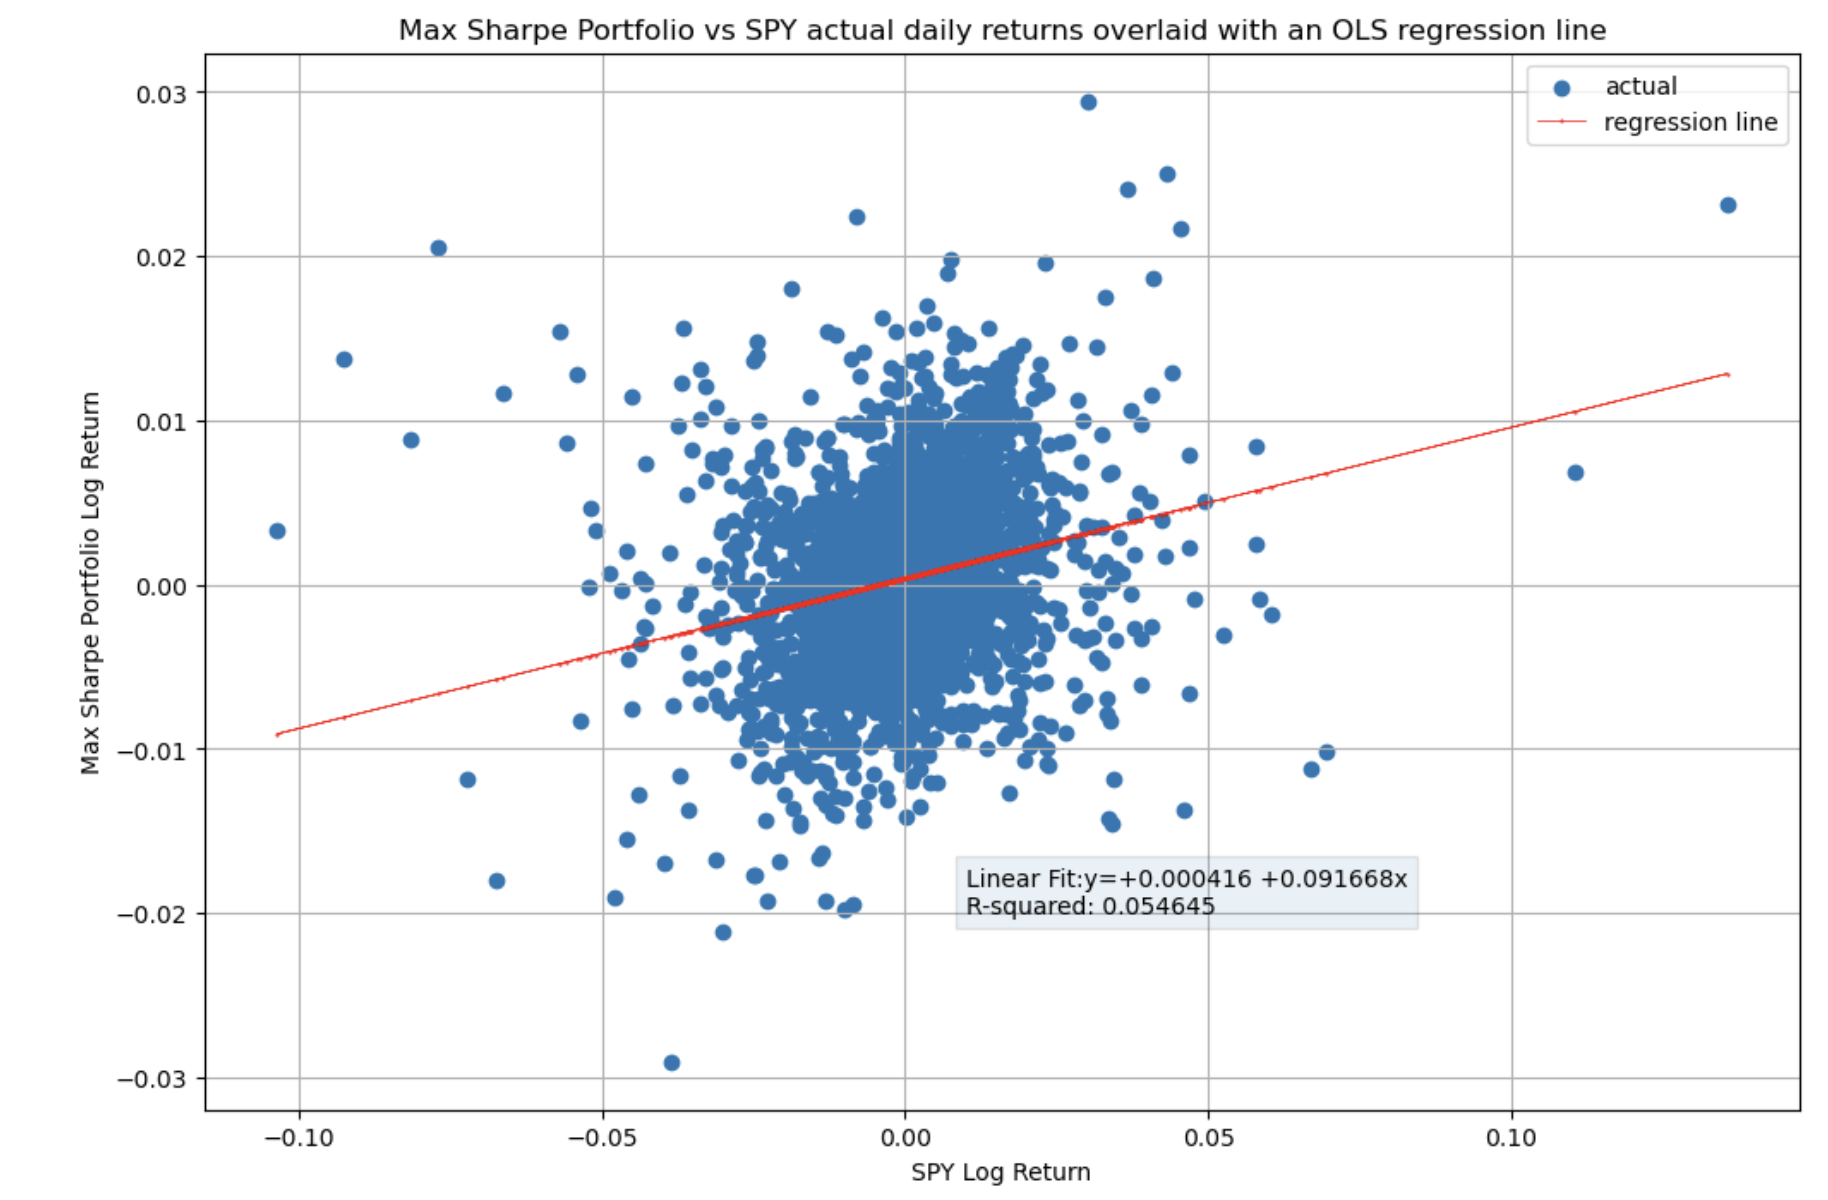 Max Sharpe Portfolio vs SPY actual daily returns overlaid with an OLS regression line
actual
regression line
0.03
0.02
0.01
0.00
−0.01
−0.02
−0.03
Max Sharpe Portfolio Log Return
Linear Fit:y=+0.000416 +0.091668x
R-squared: 0.054645
−0.10
−0.05
0.00
0.05
0.10
SPY Log Return